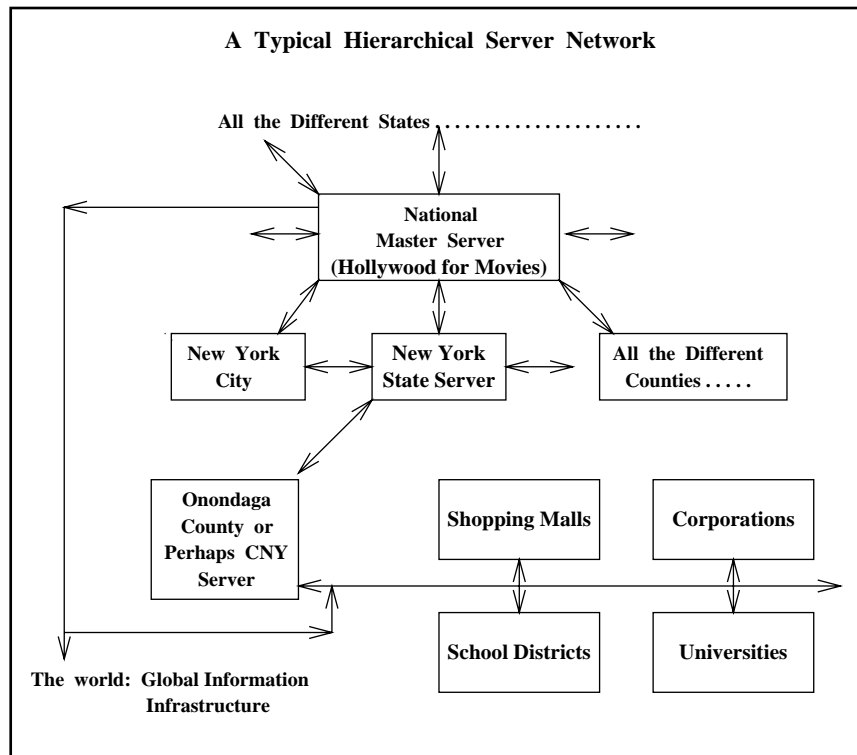 A Typical Hierarchical Server Network
All the Different States . . . . . . . . . . . . . . . . . . . . .
National
Master Server
(Hollywood for Movies)
New York
City
New York
State Server
All the Different
Counties . . . . .
Onondaga
County or
Perhaps CNY
Server
Shopping Malls
Corporations
School Districts
Universities
The world: Global Information
Infrastructure